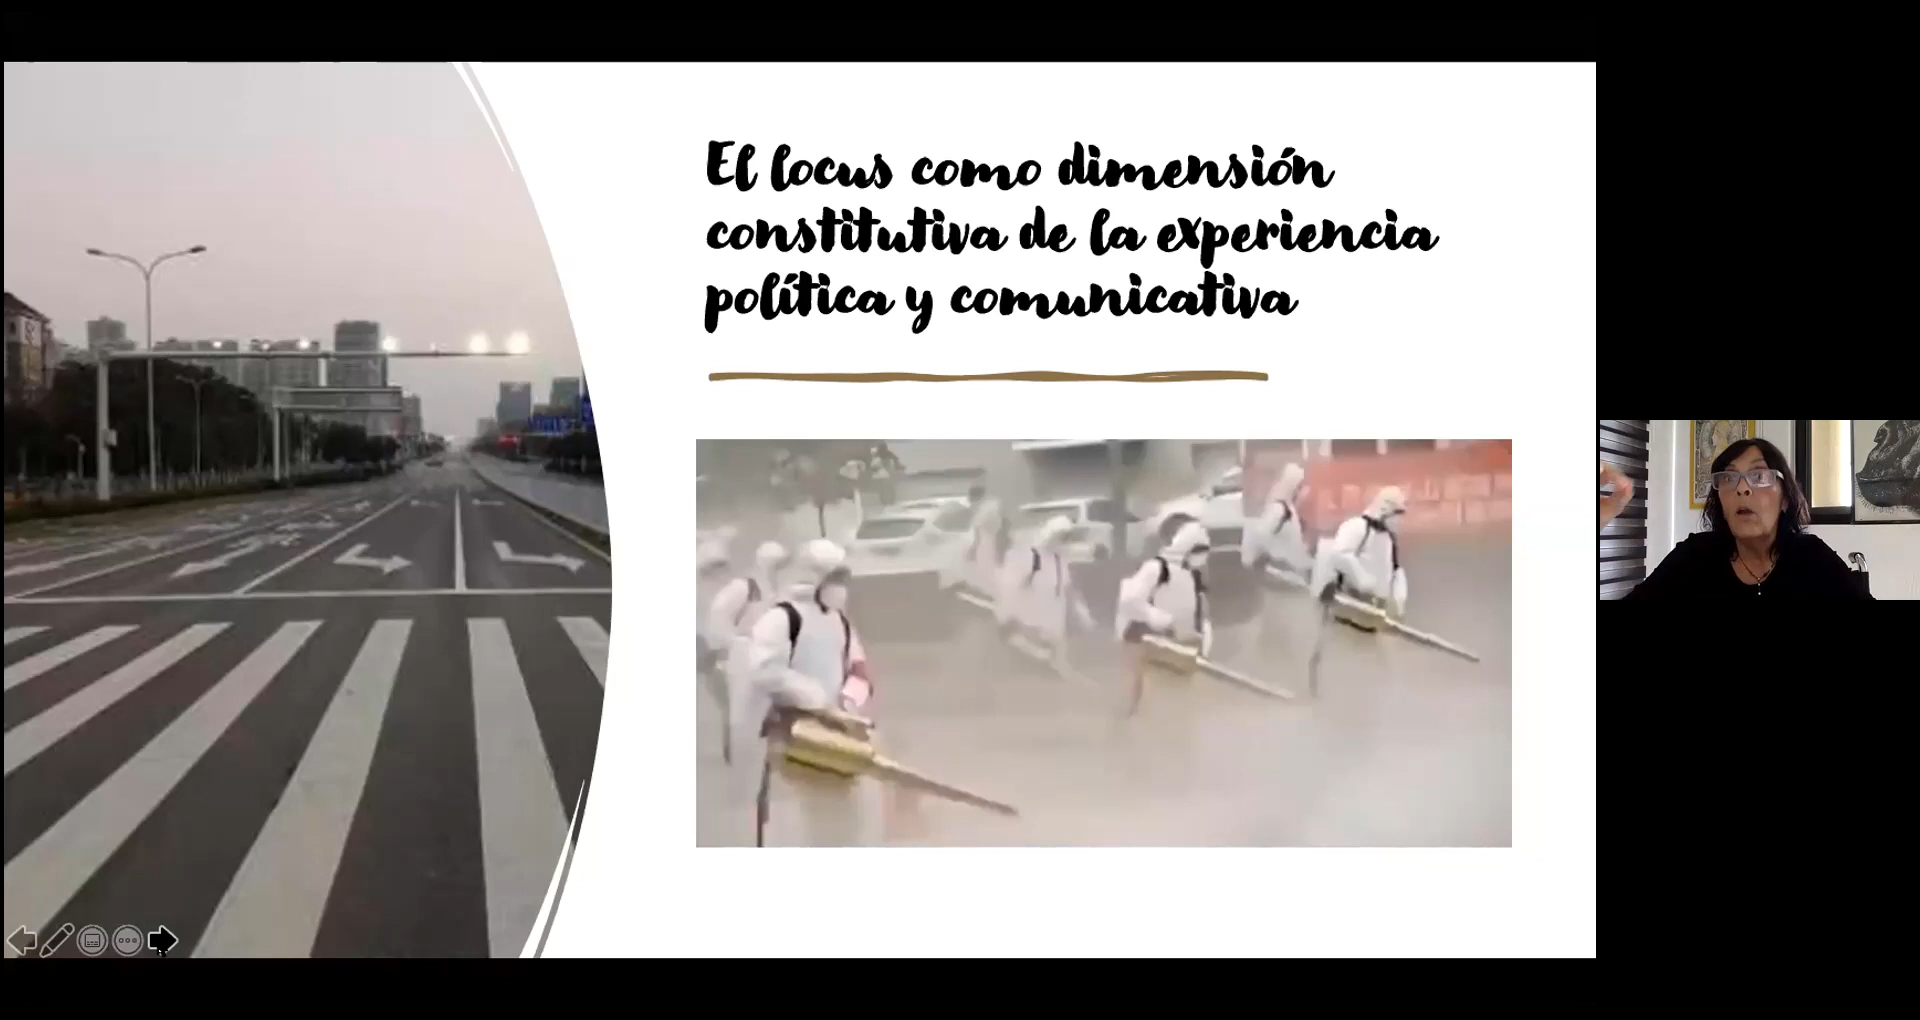 El locus como dimensión
constitutiva de la experiencia
política y comunicativa